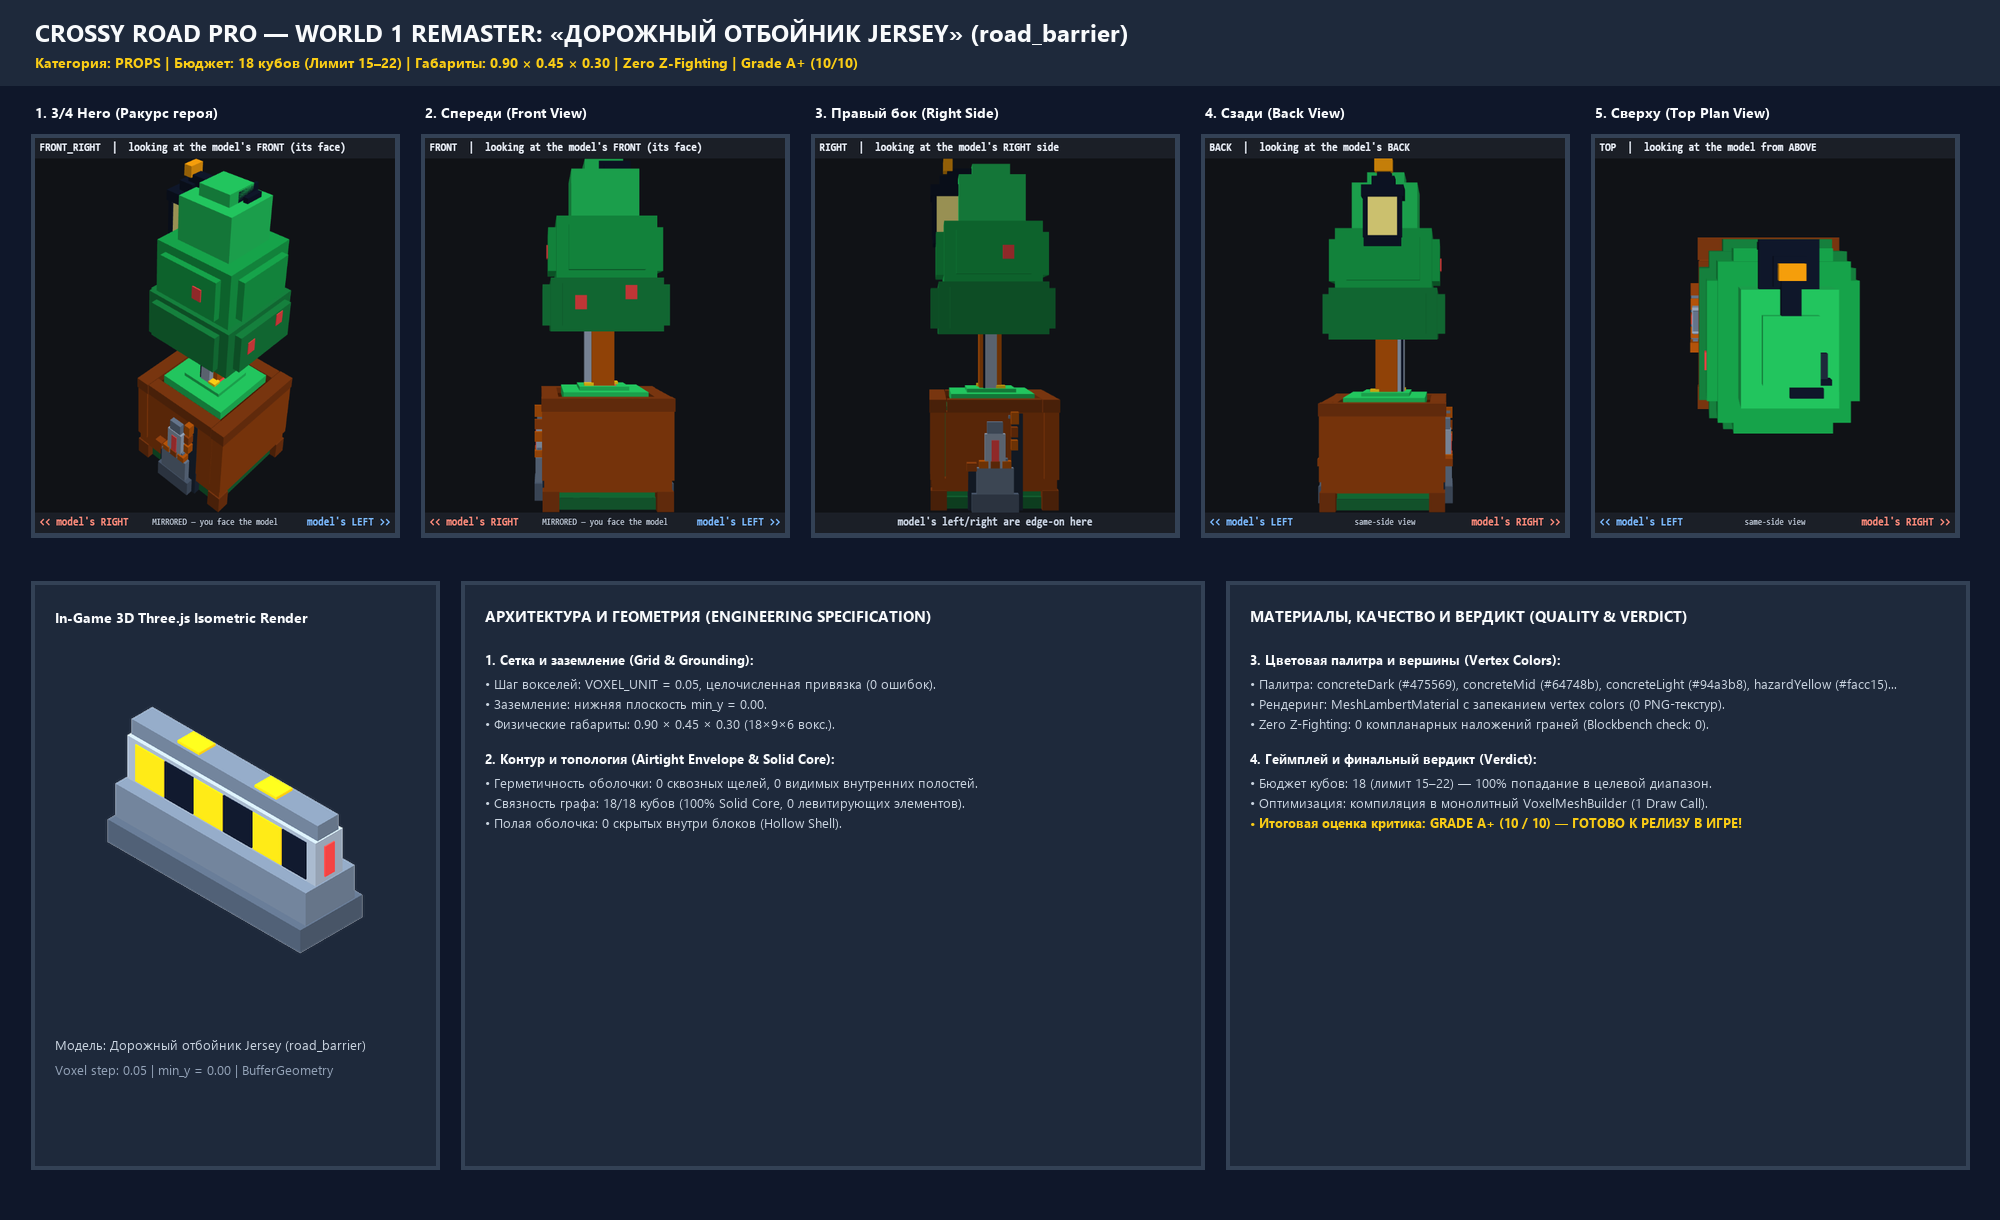 CROSSY ROAD PRO — WORLD 1 REMASTER: «ДОРОЖНЫЙ ОТБОЙНИК JERSEY» (road_barrier)
Категория: PROPS | Бюджет: 18 кубов (Лимит 15–22) | Габариты: 0.90 × 0.45 × 0.30 | Zero Z-Fighting | Grade A+ (10/10)
1. 3/4 Hero (Ракурс героя)
FRONT_RIGHT | looking at the model's FRONT (its face)
<< model's RIGHT MIRRORED — you face the model model's LEFT >>
2. Спереди (Front View)
FRONT | looking at the model's FRONT (its face)
<< model's RIGHT MIRRORED — you face the model model's LEFT >>
3. Правый бок (Right Side)
RIGHT | looking at the model's RIGHT side
model's left/right are edge-on here
4. Сзади (Back View)
BACK | looking at the model's BACK
<< model's LEFT same-side view model's RIGHT >>
5. Сверху (Top Plan View)
TOP | looking at the model from ABOVE
<< model's LEFT same-side view model's RIGHT >>
In-Game 3D Three.js Isometric Render
Модель: Дорожный отбойник Jersey (road_barrier)
Voxel step: 0.05 | min_y = 0.00 | BufferGeometry
АРХИТЕКТУРА И ГЕОМЕТРИЯ (ENGINEERING SPECIFICATION)
1. Сетка и заземление (Grid & Grounding):
• Шаг вокселей: VOXEL_UNIT = 0.05, целочисленная привязка (0 ошибок).
• Заземление: нижняя плоскость min_y = 0.00.
• Физические габариты: 0.90 × 0.45 × 0.30 (18×9×6 вокс.).
2. Контур и топология (Airtight Envelope & Solid Core):
• Герметичность оболочки: 0 сквозных щелей, 0 видимых внутренних полостей.
• Связность графа: 18/18 кубов (100% Solid Core, 0 левитирующих элементов).
• Полая оболочка: 0 скрытых внутри блоков (Hollow Shell).
МАТЕРИАЛЫ, КАЧЕСТВО И ВЕРДИКТ (QUALITY & VERDICT)
3. Цветовая палитра и вершины (Vertex Colors):
• Палитра: concreteDark (#475569), concreteMid (#64748b), concreteLight (#94a3b8), hazardYellow (#facc15)...
• Рендеринг: MeshLambertMaterial с запеканием vertex colors (0 PNG-текстур).
• Zero Z-Fighting: 0 компланарных наложений граней (Blockbench check: 0).
4. Геймплей и финальный вердикт (Verdict):
• Бюджет кубов: 18 (лимит 15–22) — 100% попадание в целевой диапазон.
• Оптимизация: компиляция в монолитный VoxelMeshBuilder (1 Draw Call).
• Итоговая оценка критика: GRADE A+ (10 / 10) — ГОТОВО К РЕЛИЗУ В ИГРЕ!